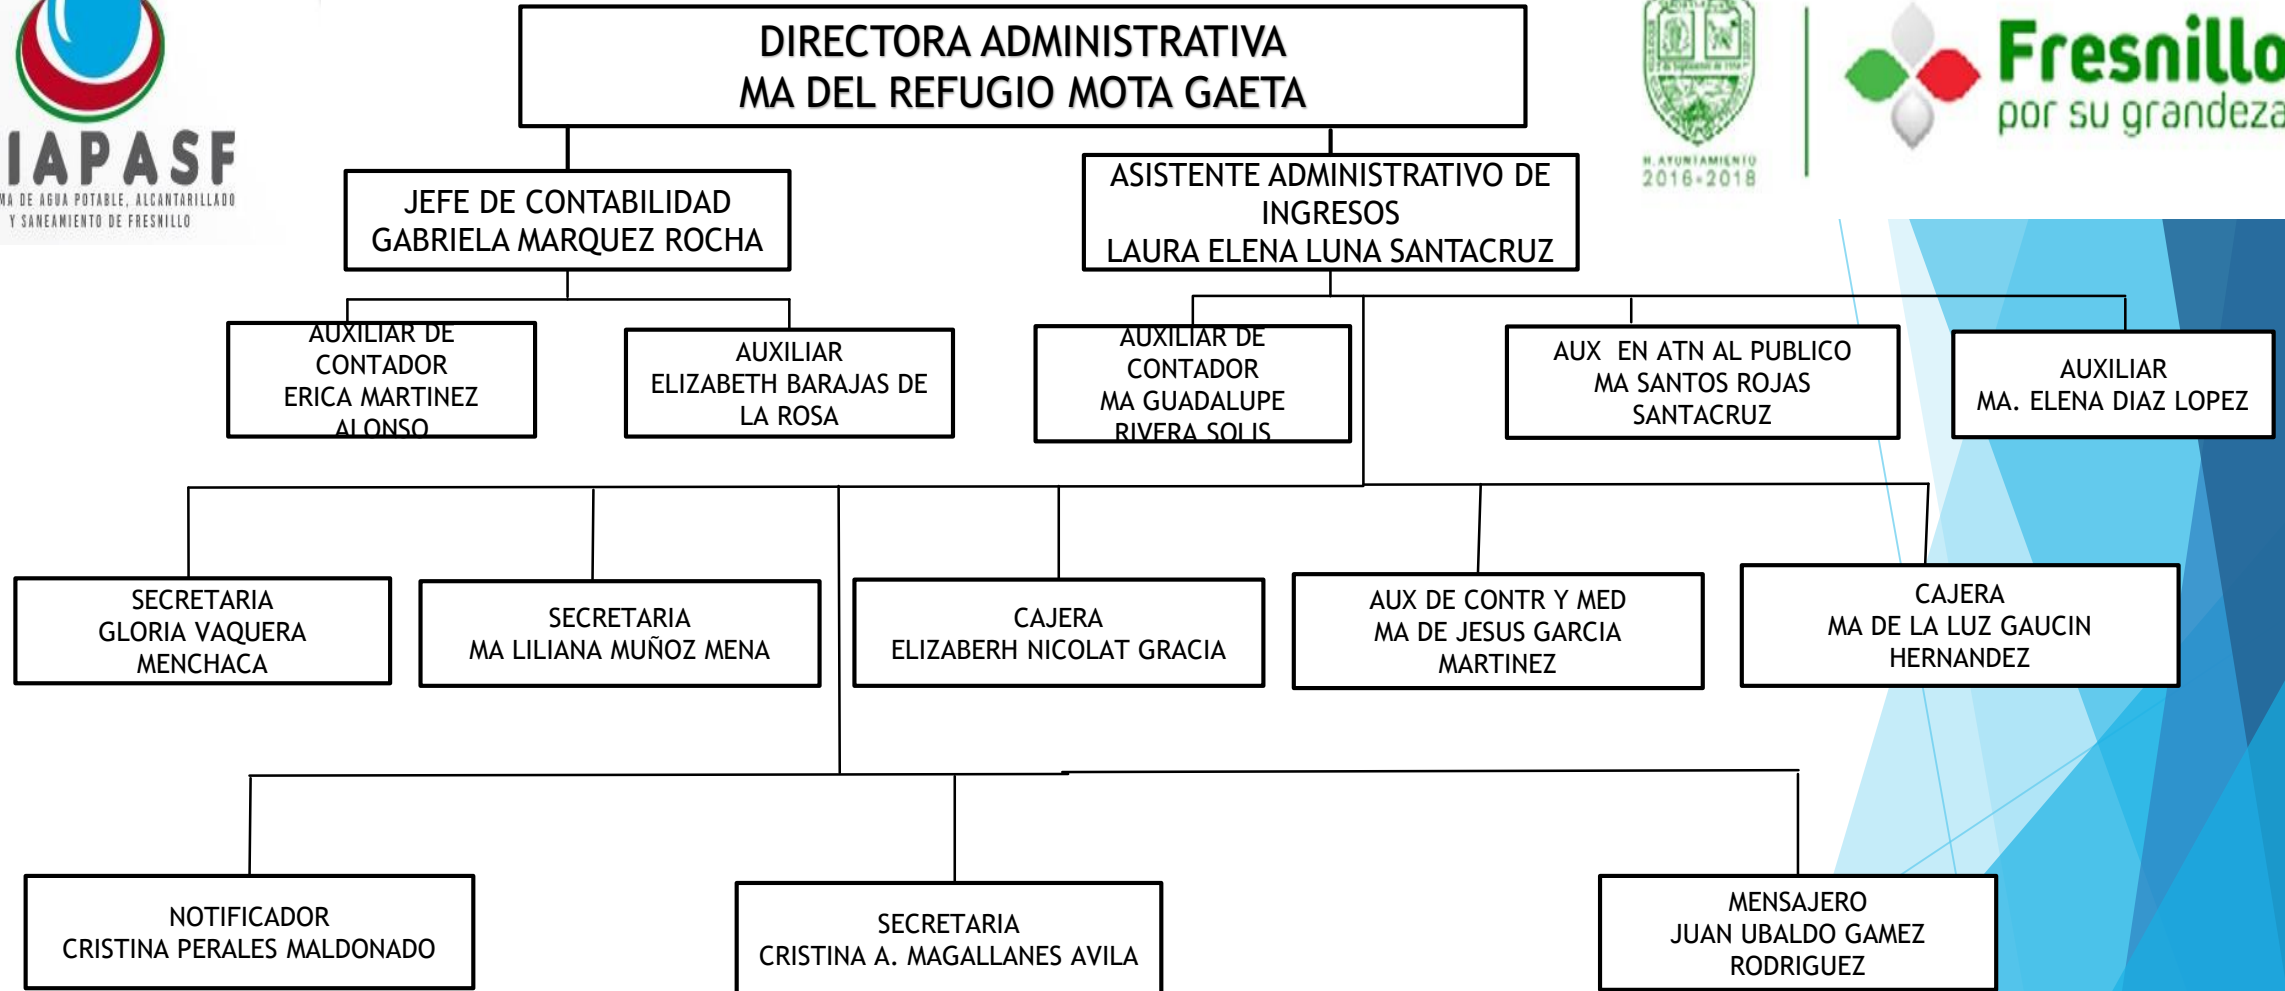 DIRECTORA ADMINISTRATIVA
MA DEL REFUGIO MOTA GAETA
IAPASF
MA DE AGUA POTABLE, ALCANTARILLADO
Y SANEAMIENTO DE FRESNILLO
H. AYUNTAMIENTO
2016-2018
Fresnillo
por su grandeza
JEFE DE CONTABILIDAD
GABRIELA MARQUEZ ROCHA
ASISTENTE ADMINISTRATIVO DE
INGRESOS
LAURA ELENA LUNA SANTACRUZ
AUXILIAR DE
CONTADOR
ERICA MARTINEZ
ALONSO
AUXILIAR
ELIZABETH BARAJAS DE
LA ROSA
AUXILIAR DE
CONTADOR
MA GUADALUPE
RIVERA SOLIS
AUX EN ATN AL PUBLICO
MA SANTOS ROJAS
SANTACRUZ
AUXILIAR
MA. ELENA DIAZ LOPEZ
SECRETARIA
GLORIA VAQUERA
MENCHACA
SECRETARIA
MA LILIANA MUÑOZ MENA
CAJERA
ELIZABERH NICOLAT GRACIA
AUX DE CONTR Y MED
MA DE JESUS GARCIA
MARTINEZ
CAJERA
MA DE LA LUZ GAUCIN
HERNANDEZ
NOTIFICADOR
CRISTINA PERALES MALDONADO
SECRETARIA
CRISTINA A. MAGALLANES AVILA
MENSAJERO
JUAN UBALDO GAMEZ
RODRIGUEZ